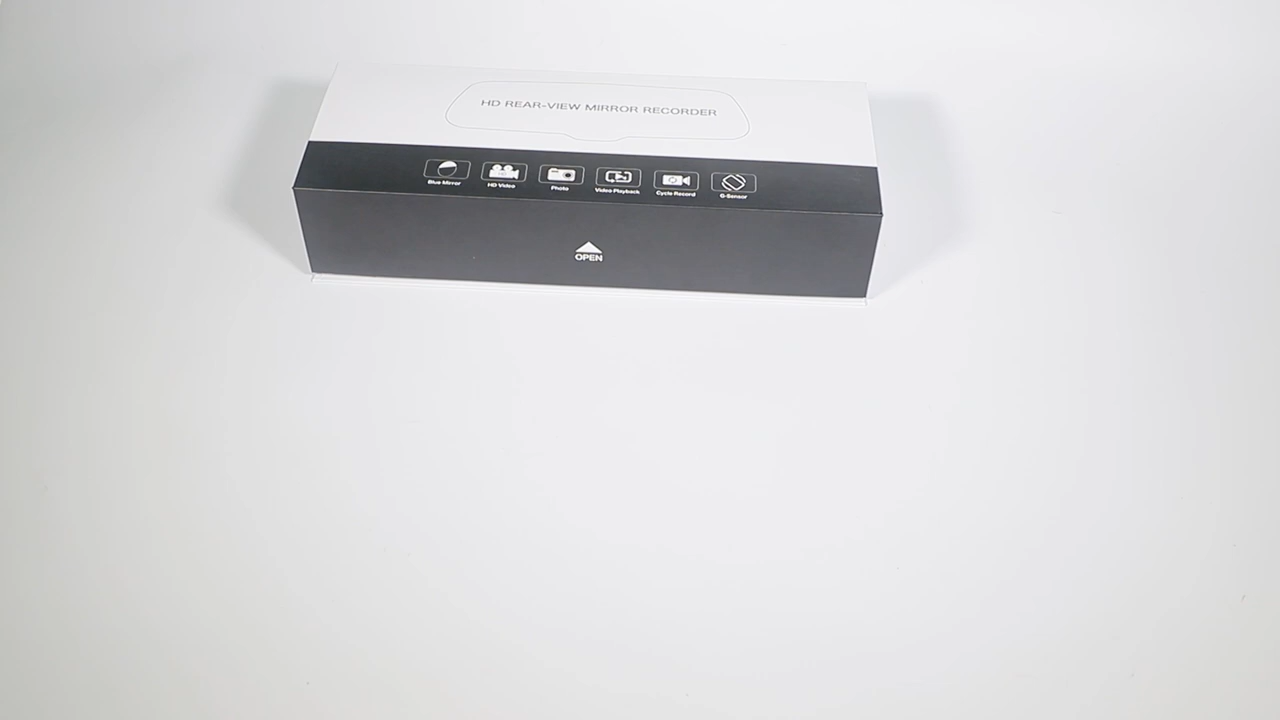 HD REAR-VIEW MIRROR RECORDER
Blue Mirror HD Video Photo Video Playback Cycle Record G-Sensor
OPEN